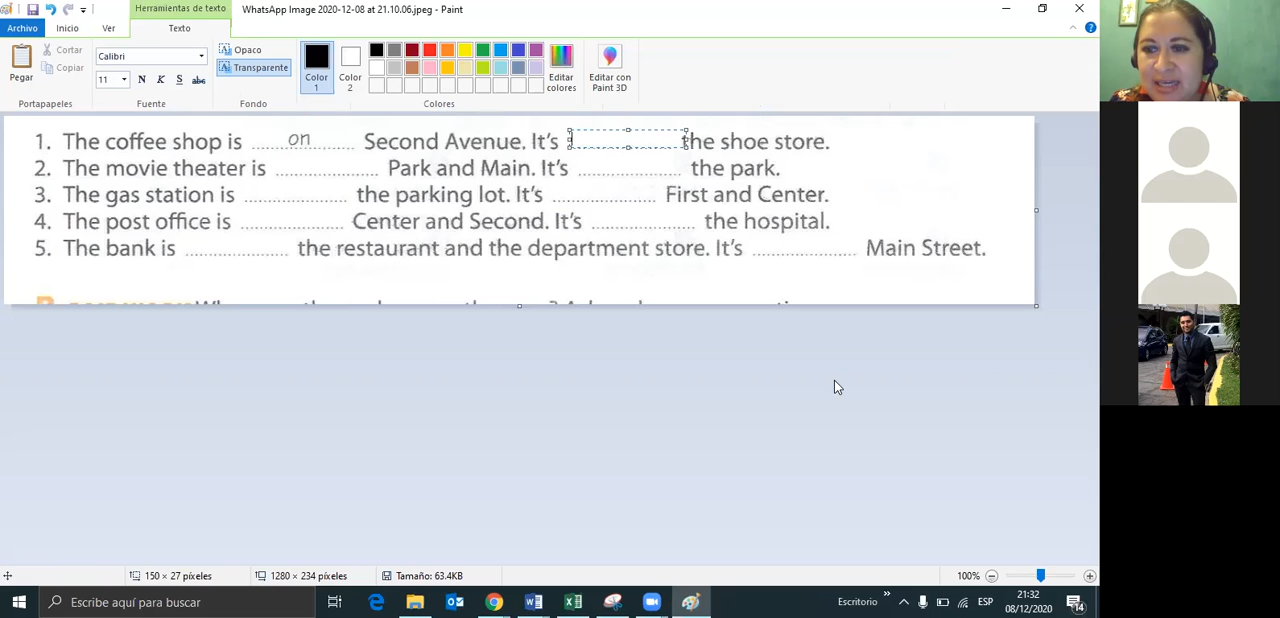 WhatsApp Image 2020-12-08 at 21.10.06.jpeg - Paint
Herramientas de texto
Archivo Inicio Ver Texto
Pegar
Cortar
Copiar
Portapapeles
Calibri
11 N K S abc
Fuente
Opaco
Transparente
Fondo
Color 1
Color 2
Editar colores
Colores
Editar con Paint 3D
1. The coffee shop is on Second Avenue. It's the shoe store.
2. The movie theater is .................... Park and Main. It's .................... the park.
3. The gas station is .................... the parking lot. It's .................... First and Center.
4. The post office is .................... Center and Second. It's .................... the hospital.
5. The bank is .................... the restaurant and the department store. It's .................... Main Street.
150 × 27 píxeles
1280 × 234 píxeles
Tamaño: 63.4KB
100%
Escribe aquí para buscar
Escritorio
ESP
21:32
08/12/2020
14